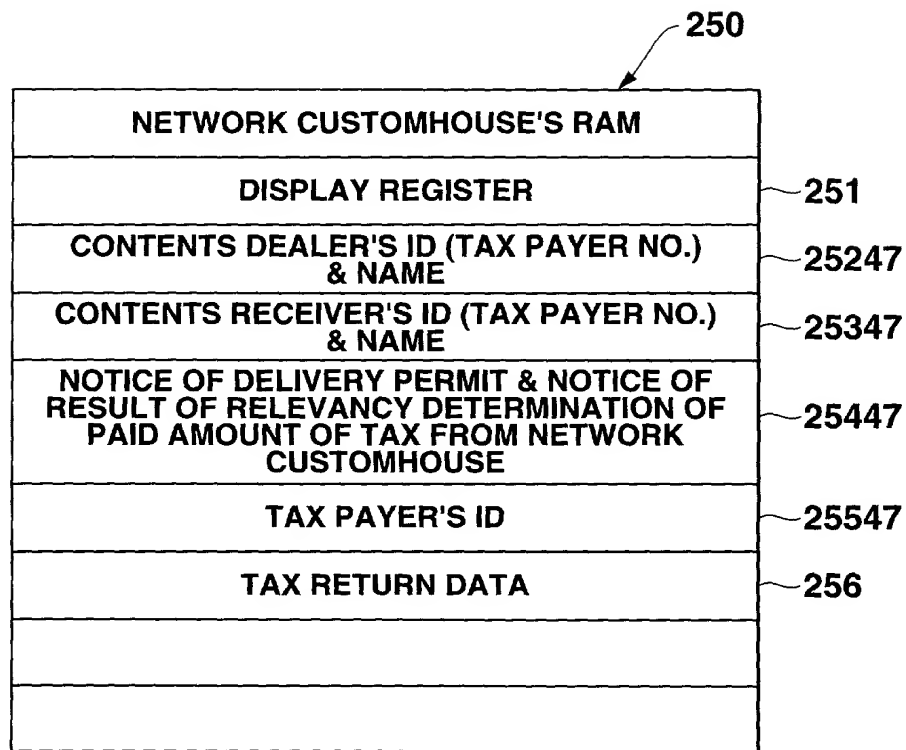 250
NETWORK CUSTOMHOUSE'S RAM
DISPLAY REGISTER
251
CONTENTS DEALER'S ID (TAX PAYER NO.)
& NAME
25247
CONTENTS RECEIVER'S ID (TAX PAYER NO.)
& NAME
25347
NOTICE OF DELIVERY PERMIT & NOTICE OF
RESULT OF RELEVANCY DETERMINATION OF
PAID AMOUNT OF TAX FROM NETWORK
CUSTOMHOUSE
25447
TAX PAYER'S ID
25547
TAX RETURN DATA
256